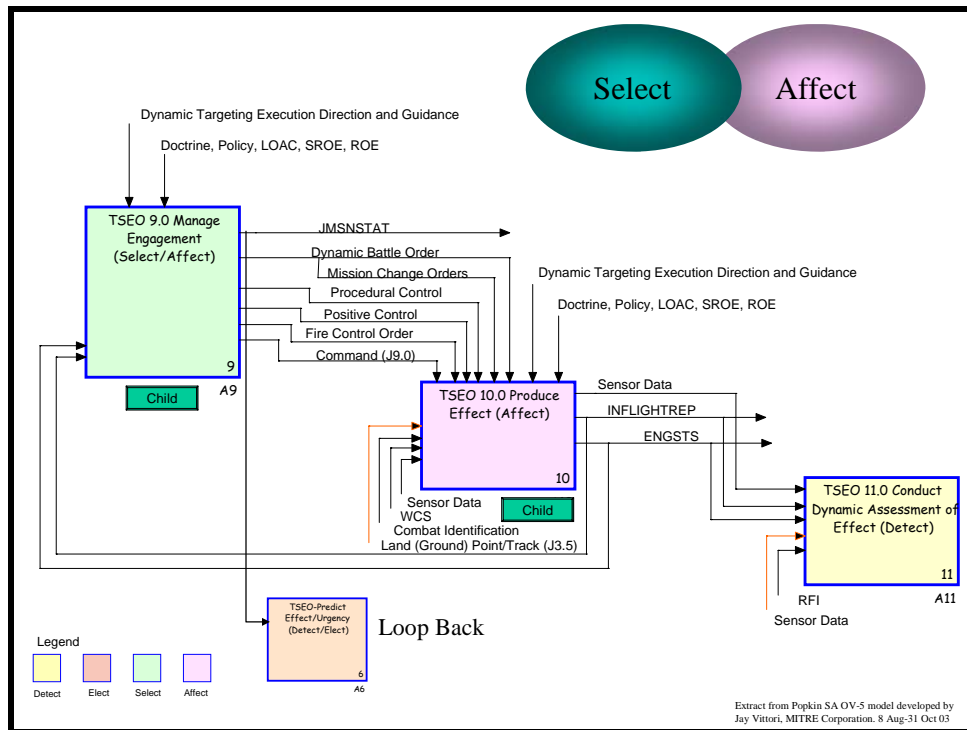 Select
Affect
Dynamic Targeting Execution Direction and Guidance
Doctrine, Policy, LOAC, SROE, ROE
TSEO 9.0 Manage
Engagement
(Select/Affect)
9
A9
Child
JMSNSTAT
Dynamic Battle Order
Mission Change Orders
Procedural Control
Positive Control
Fire Control Order
Command (J9.0)
Dynamic Targeting Execution Direction and Guidance
Doctrine, Policy, LOAC, SROE, ROE
TSEO 10.0 Produce
Effect (Affect)
10
Child
Sensor Data
INFLIGHTREP
ENGSTS
Sensor Data
WCS
Combat Identification
Land (Ground) Point/Track (J3.5)
TSEO 11.0 Conduct
Dynamic Assessment of
Effect (Detect)
11
A11
RFI
Sensor Data
TSEO-Predict
Effect/Urgency
(Detect/Elect)
6
A6
Loop Back
Legend
Detect
Elect
Select
Affect
Extract from Popkin SA OV-5 model developed by
Jay Vittori, MITRE Corporation. 8 Aug-31 Oct 03